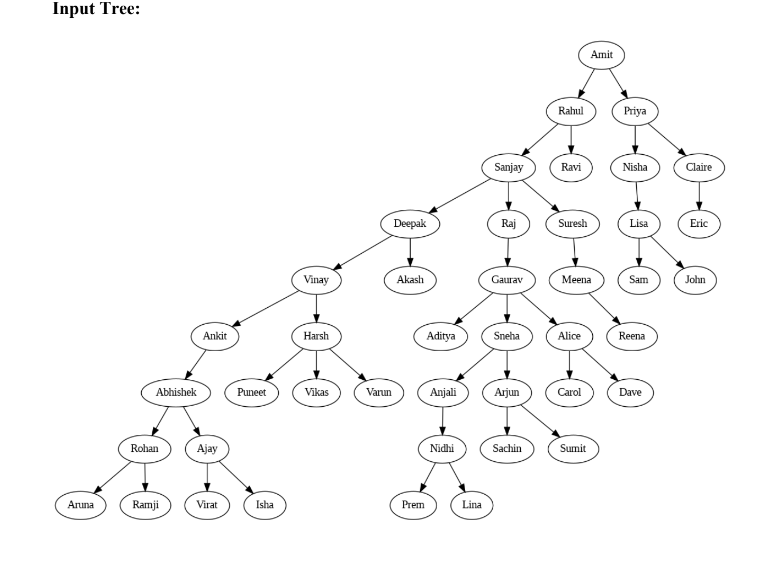 Input Tree:
Amit
Rahul Priya
Sanjay Ravi Nisha Claire
Deepak Raj Suresh Lisa Eric
Vinay Akash Gaurav Meena Sam John
Ankit Harsh Aditya Sneha Alice Reena
Abhishek Puneet Vikas Varun Anjali Arjun Carol Dave
Rohan Ajay Nidhi Sachin Sumit
Aruna Ramji Virat Isha Prem Lina